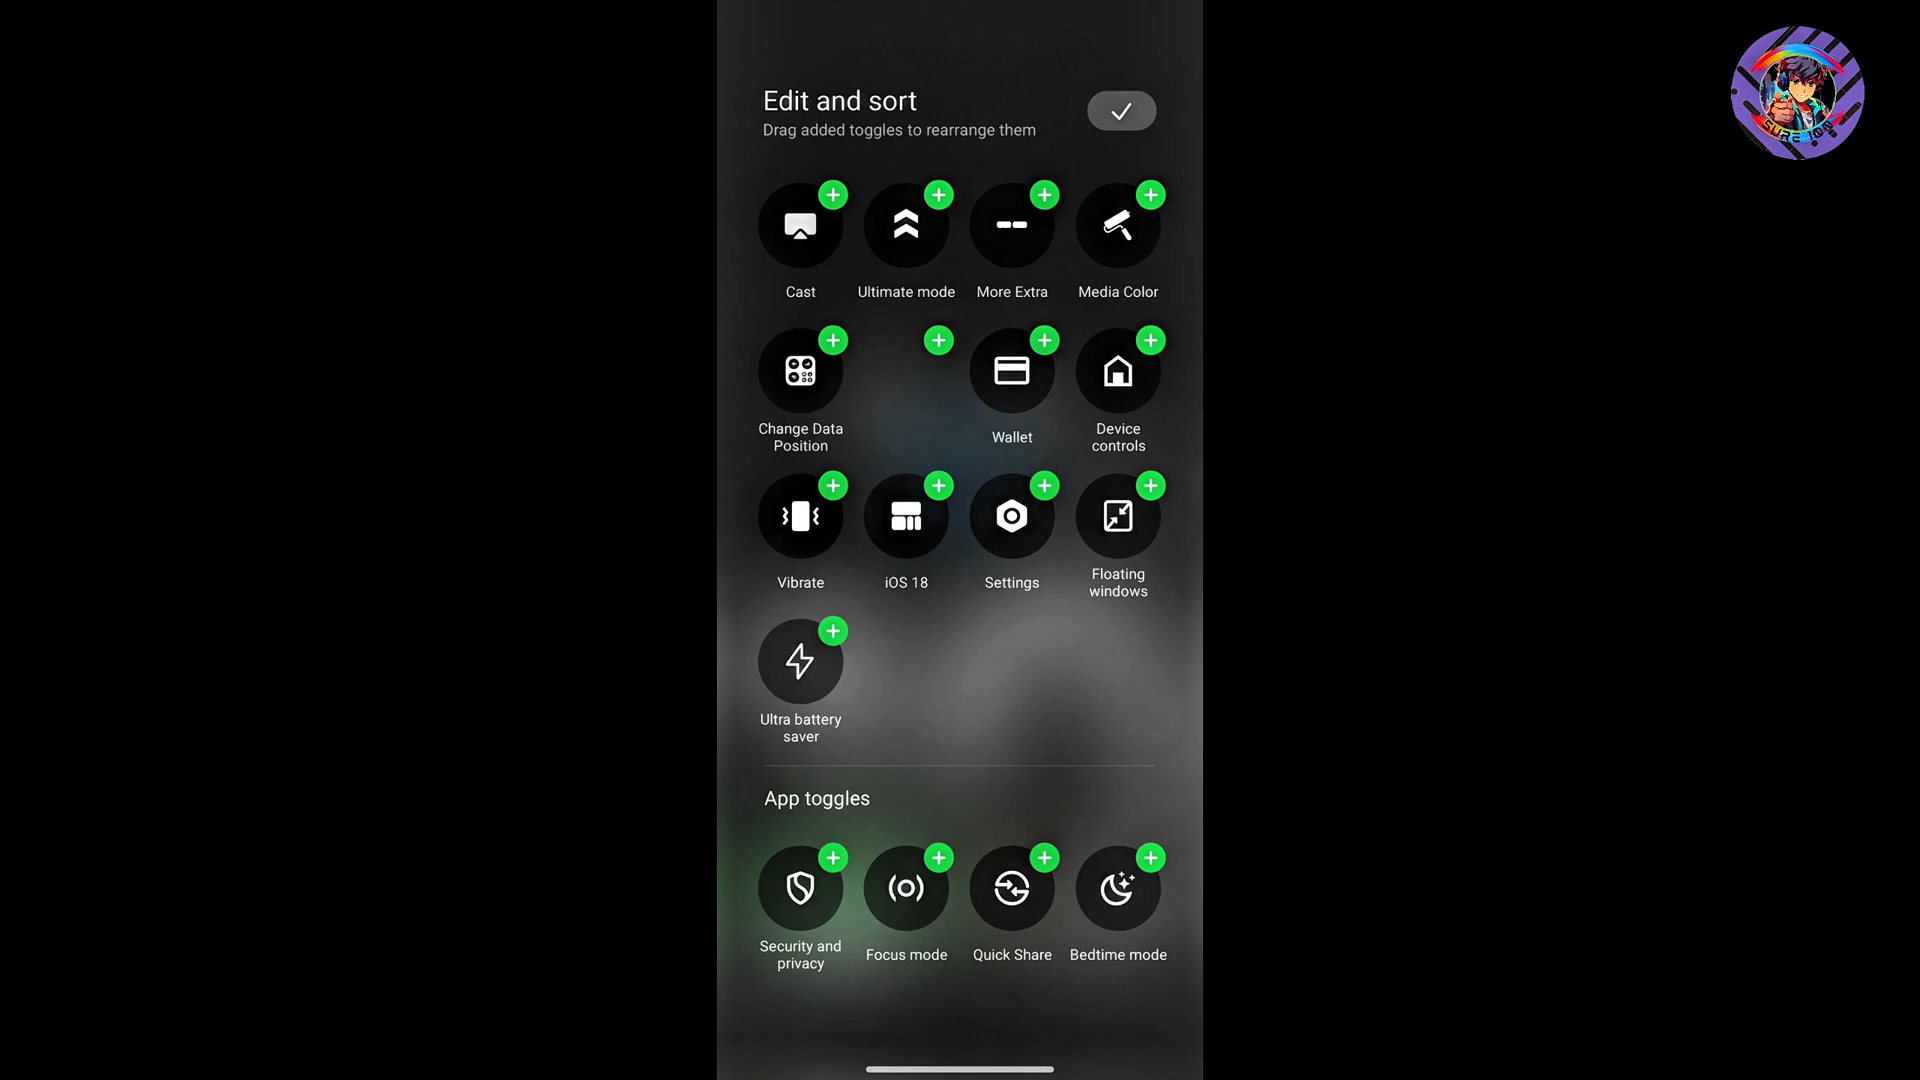 Edit and sort
Drag added toggles to rearrange them
Cast
Ultimate mode
More Extra
Media Color
Change Data
Position
Wallet
Device
controls
Vibrate
iOS 18
Settings
Floating
windows
Ultra battery
saver
App toggles
Security and
privacy
Focus mode
Quick Share
Bedtime mode